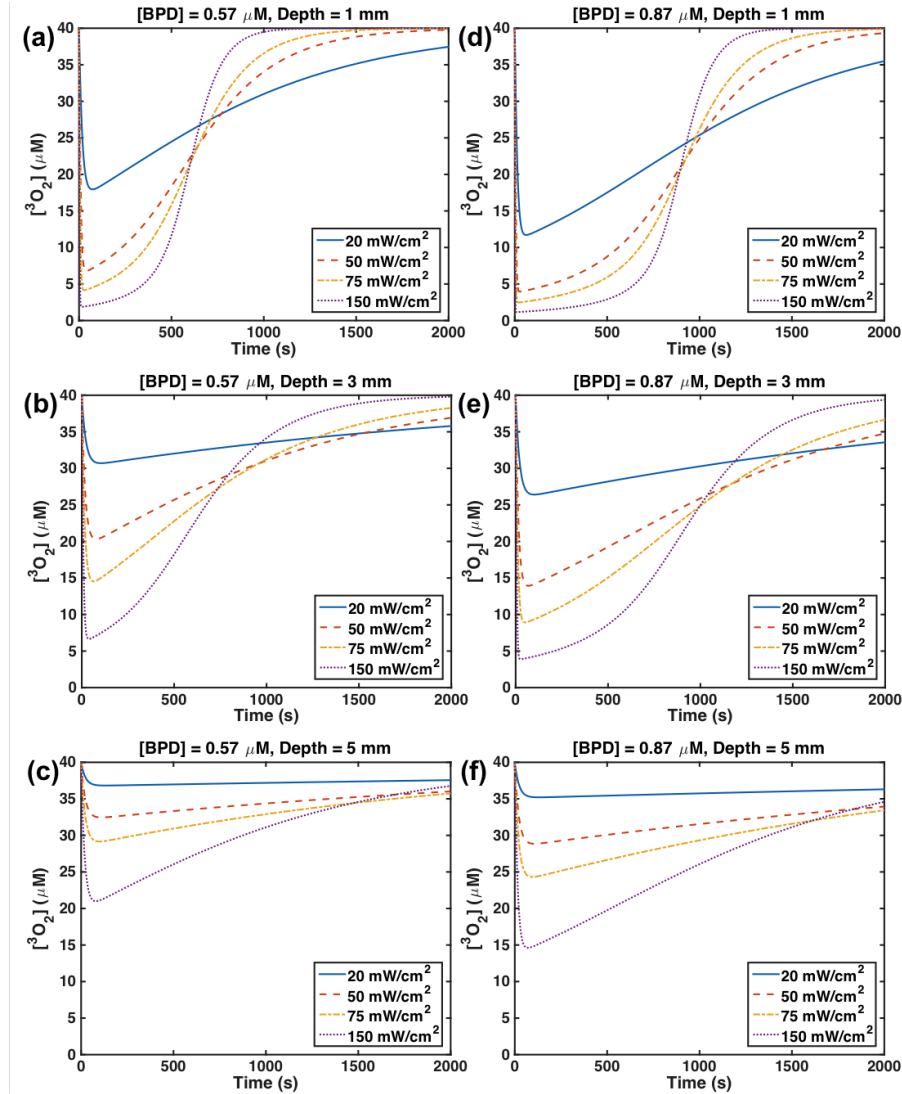 (a)
[BPD] = 0.57 μM, Depth = 1 mm
[³O₂] (μM)
40
35
30
25
20
15
10
5
0
20 mW/cm²
50 mW/cm²
75 mW/cm²
150 mW/cm²
0 500 1000 1500 2000
Time (s)
(d)
[BPD] = 0.87 μM, Depth = 1 mm
[³O₂] (μM)
40
35
30
25
20
15
10
5
0
20 mW/cm²
50 mW/cm²
75 mW/cm²
150 mW/cm²
0 500 1000 1500 2000
Time (s)
(b)
[BPD] = 0.57 μM, Depth = 3 mm
[³O₂] (μM)
40
35
30
25
20
15
10
5
0
20 mW/cm²
50 mW/cm²
75 mW/cm²
150 mW/cm²
0 500 1000 1500 2000
Time (s)
(e)
[BPD] = 0.87 μM, Depth = 3 mm
[³O₂] (μM)
40
35
30
25
20
15
10
5
0
20 mW/cm²
50 mW/cm²
75 mW/cm²
150 mW/cm²
0 500 1000 1500 2000
Time (s)
(c)
[BPD] = 0.57 μM, Depth = 5 mm
[³O₂] (μM)
40
35
30
25
20
15
10
5
0
20 mW/cm²
50 mW/cm²
75 mW/cm²
150 mW/cm²
0 500 1000 1500 2000
Time (s)
(f)
[BPD] = 0.87 μM, Depth = 5 mm
[³O₂] (μM)
40
35
30
25
20
15
10
5
0
20 mW/cm²
50 mW/cm²
75 mW/cm²
150 mW/cm²
0 500 1000 1500 2000
Time (s)